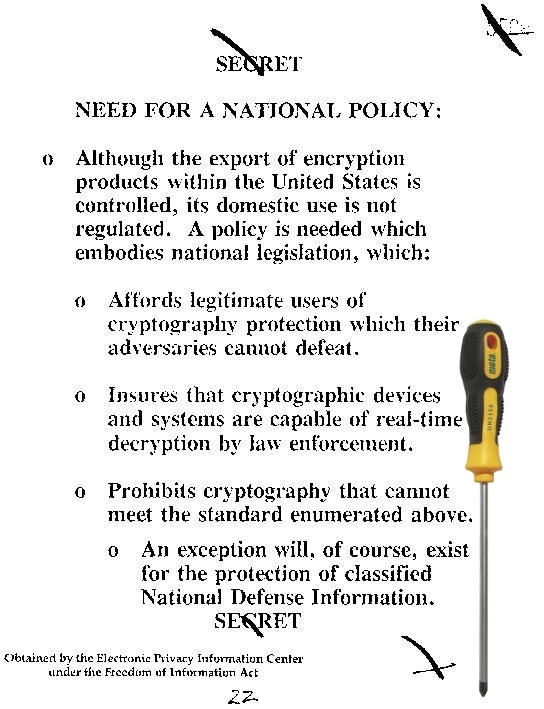 SECRET
NEED FOR A NATIONAL POLICY:
o Although the export of encryption
products within the United States is
controlled, its domestic use is not
regulated. A policy is needed which
embodies national legislation, which:
o Affords legitimate users of
cryptography protection which their
adversaries cannot defeat.
o Insures that cryptographic devices
and systems are capable of real-time
decryption by law enforcement.
o Prohibits cryptography that cannot
meet the standard enumerated above.
o An exception will, of course, exist
for the protection of classified
National Defense Information.
SECRET
Obtained by the Electronic Privacy Information Center
under the Freedom of Information Act
22